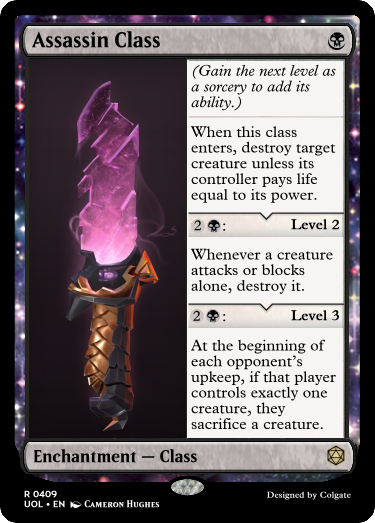 Assassin Class
(Gain the next level as
a sorcery to add its
ability.)
When this class
enters, destroy target
creature unless its
controller pays life
equal to its power.
2 :
Level 2
Whenever a creature
attacks or blocks
alone, destroy it.
2 :
Level 3
At the beginning of
each opponent's
upkeep, if that player
controls exactly one
creature, they
sacrifice a creature.
Enchantment — Class
R 0409
UOL • EN Cameron Hughes
Designed by Colgate